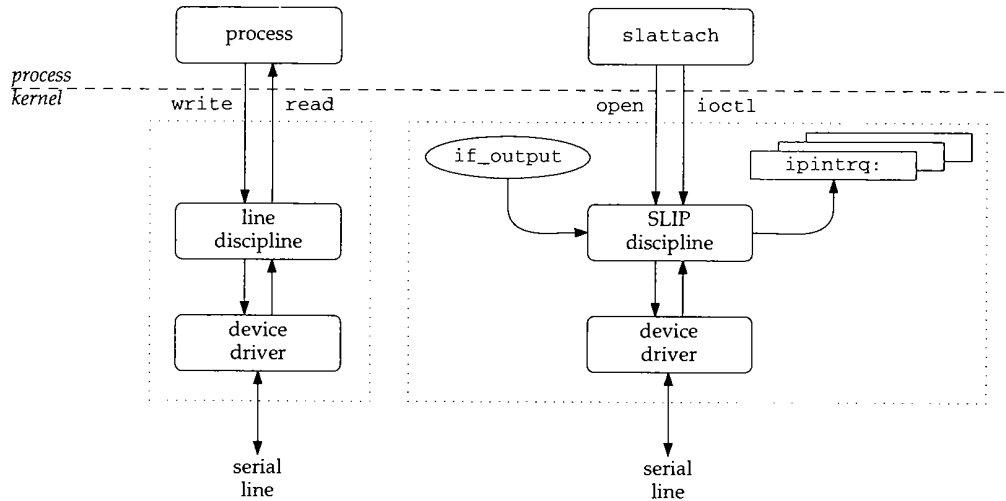 process
slattach
process
kernel
write
read
open
ioctl
if_output
ipintrq:
line
discipline
SLIP
discipline
device
driver
device
driver
serial
line
serial
line